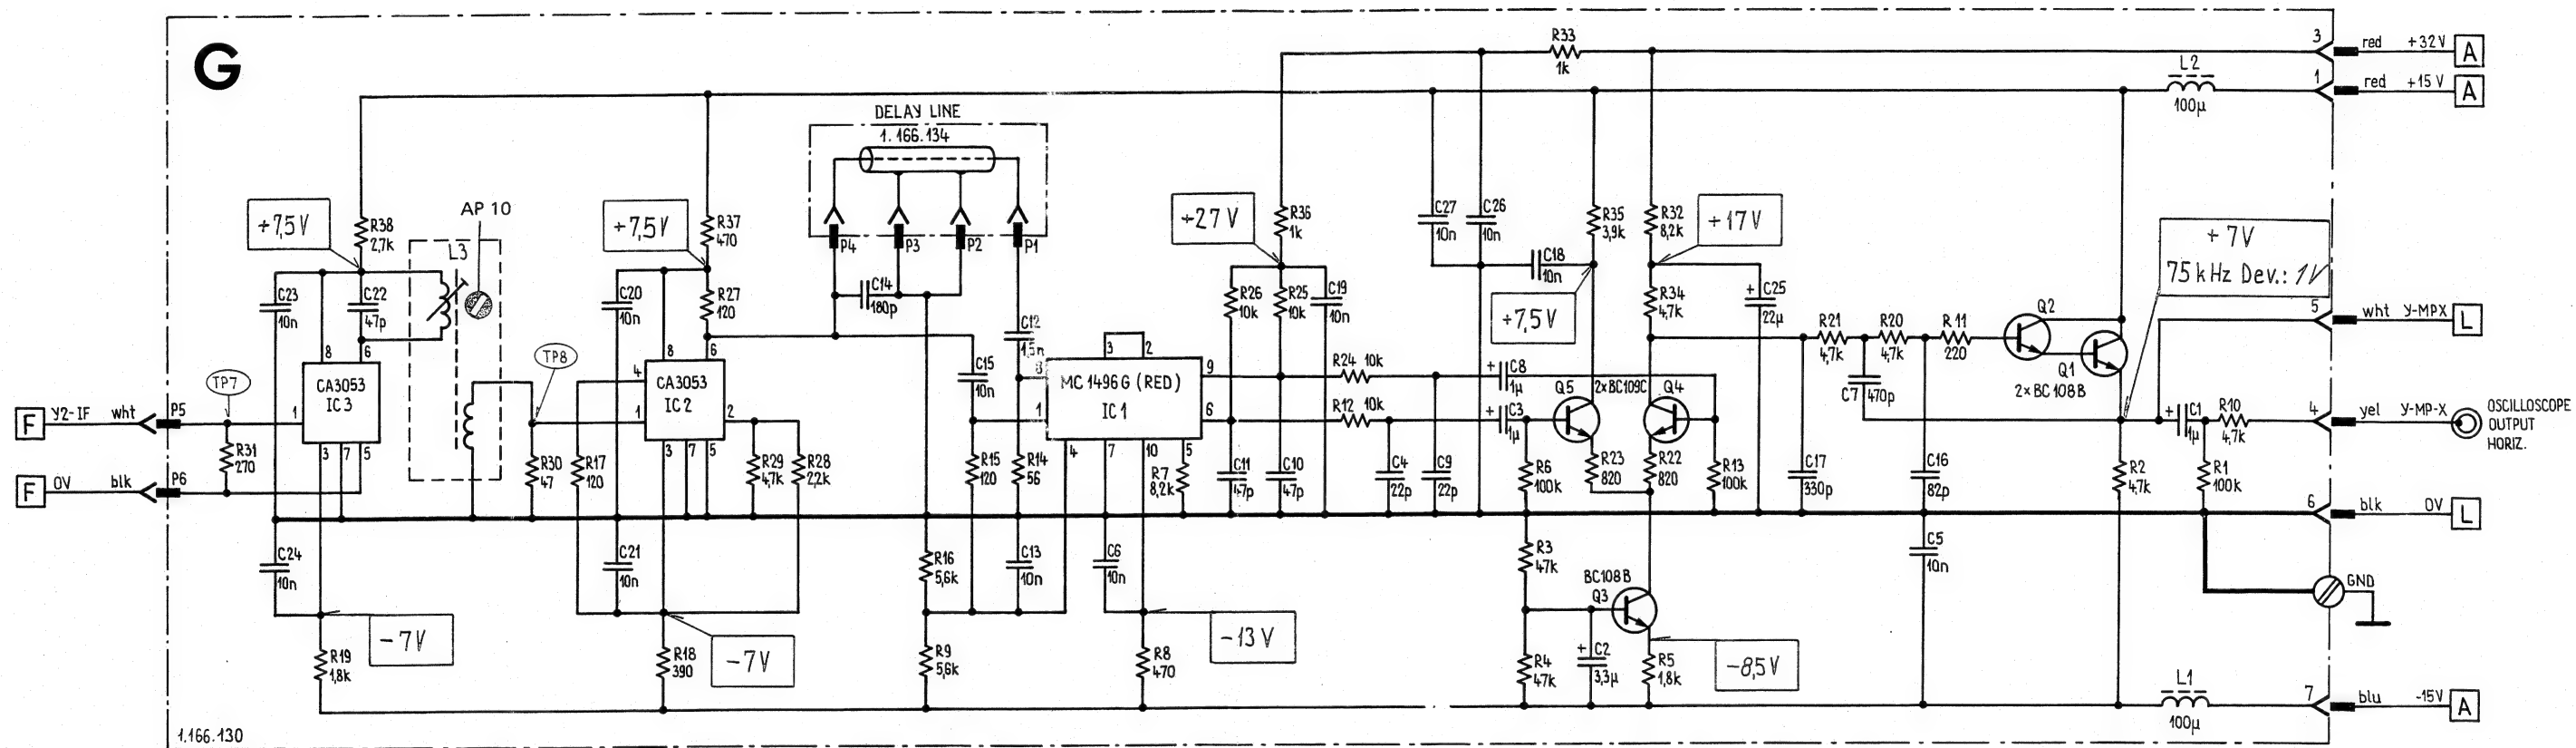 G
R33
1k
3
red
+32V
A
L2
100µ
1
red
+15V
A
DELAY LINE
1.166.134
P4
P3
P2
P1
+7,5V
R38
2,7k
AP 10
L3
+7,5V
R37
470
÷27 V
R36
1k
C27
10n
C26
10n
R35
3,9k
R32
8,2k
+17V
+7V
75kHz Dev.: 1V
C18
10n
+7,5V
C23
10n
C22
47p
C20
10n
R27
120
C14
180p
C12
1,5n
R26
10k
R25
10k
C19
10n
R34
4,7k
+
C25
22µ
R21
4,7k
R20
4,7k
R11
220
Q2
Q1
2xBC108B
5
wht
Y-MPX
L
8
6
CA3053
IC3
1
3
7
5
TP7
TP8
8
6
4
CA3053
IC2
1
2
3
7
5
C15
10n
3
2
8
9
MC1496G (RED)
IC1
1
6
4
7
10
5
R24 10k
R12 10k
+
C8
1µ
+
C3
1µ
Q5
2xBC109C
Q4
C7
470p
F
Y2-IF
wht
P5
R31
270
F
0V
blk
P6
R30
47
R17
120
R29
4,7k
R28
2,2k
R15
120
R14
56
R7
8,2k
C11
47p
C10
47p
C4
22p
C9
22p
R6
100k
R23
820
R22
820
R13
100k
C17
330p
C16
82p
R2
4,7k
+
C1
1µ
R10
4,7k
R1
100k
4
yel
Y-MP-X
OSCILLOSCOPE
OUTPUT
HORIZ.
6
blk
0V
L
C24
10n
C21
10n
R16
5,6k
C13
10n
C6
10n
R3
47k
BC108B
Q3
C5
10n
GND
-7V
R19
1,8k
R18
390
-7V
R9
5,6k
R8
470
-13V
R4
47k
+
C2
3,3µ
R5
1,8k
-8,5V
L1
100µ
7
blu
-15V
A
1.166.130